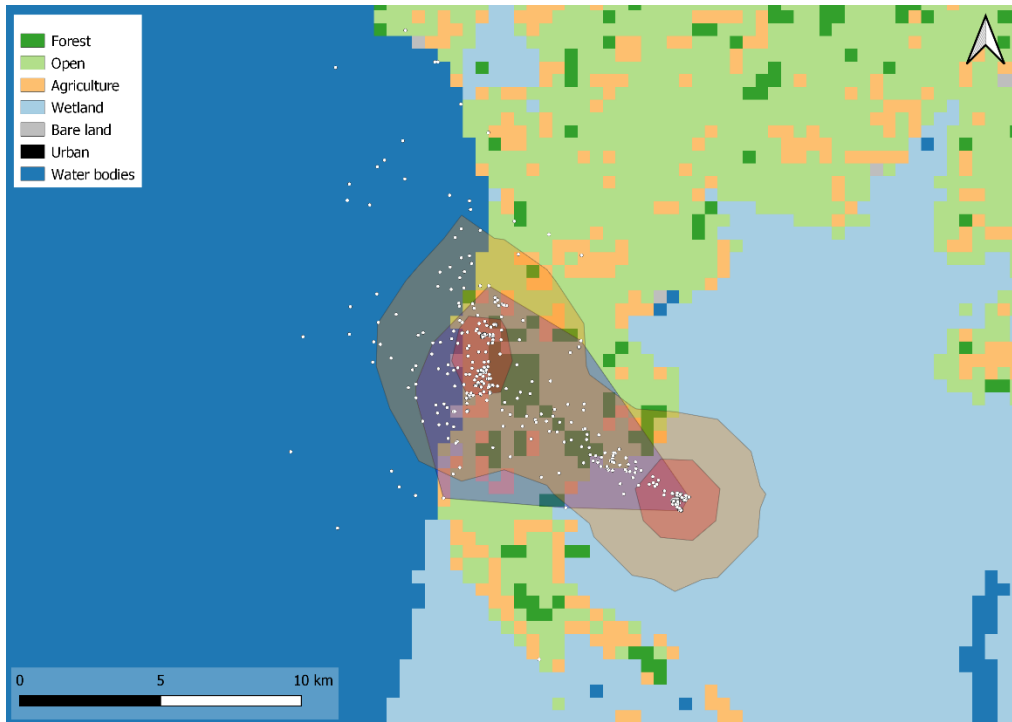 Forest
Open
Agriculture
Wetland
Bare land
Urban
Water bodies
0 5 10 km